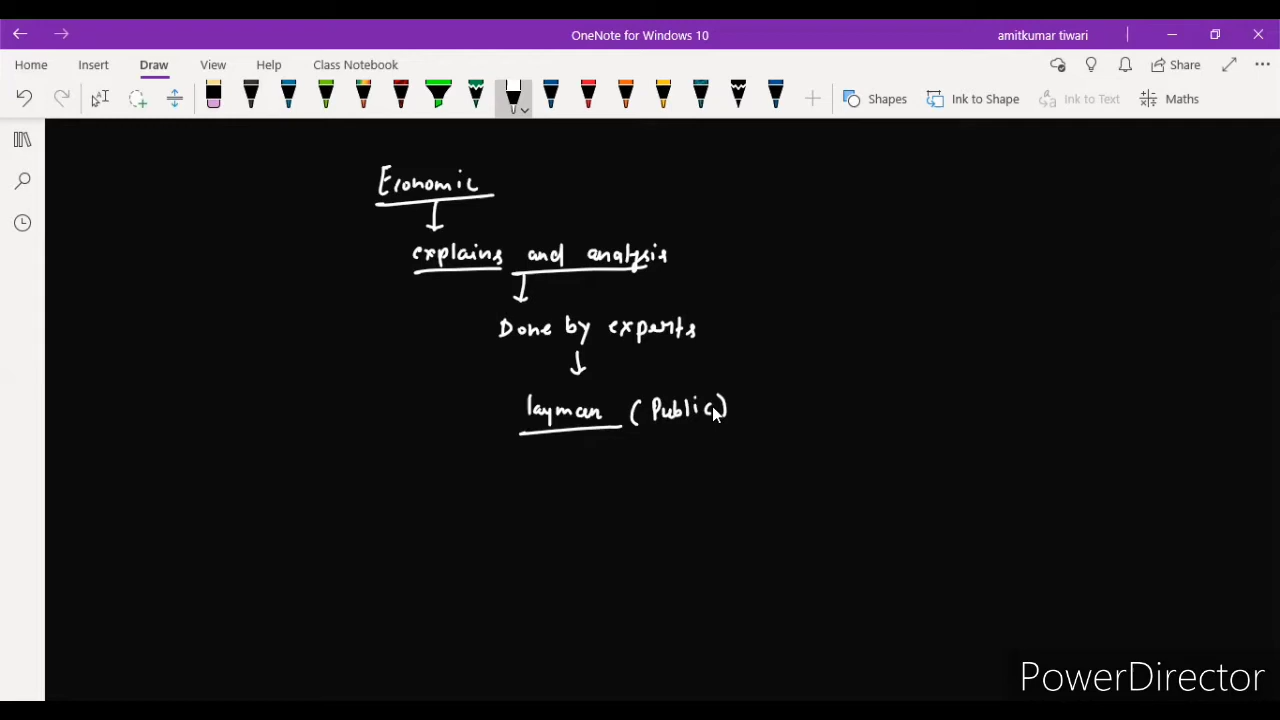 OneNote for Windows 10
amitkumar tiwari
Home Insert Draw View Help Class Notebook
Share
Shapes Ink to Shape Ink to Text Maths
Economic
explains and analysis
Done by experts
layman (Public)
PowerDirector